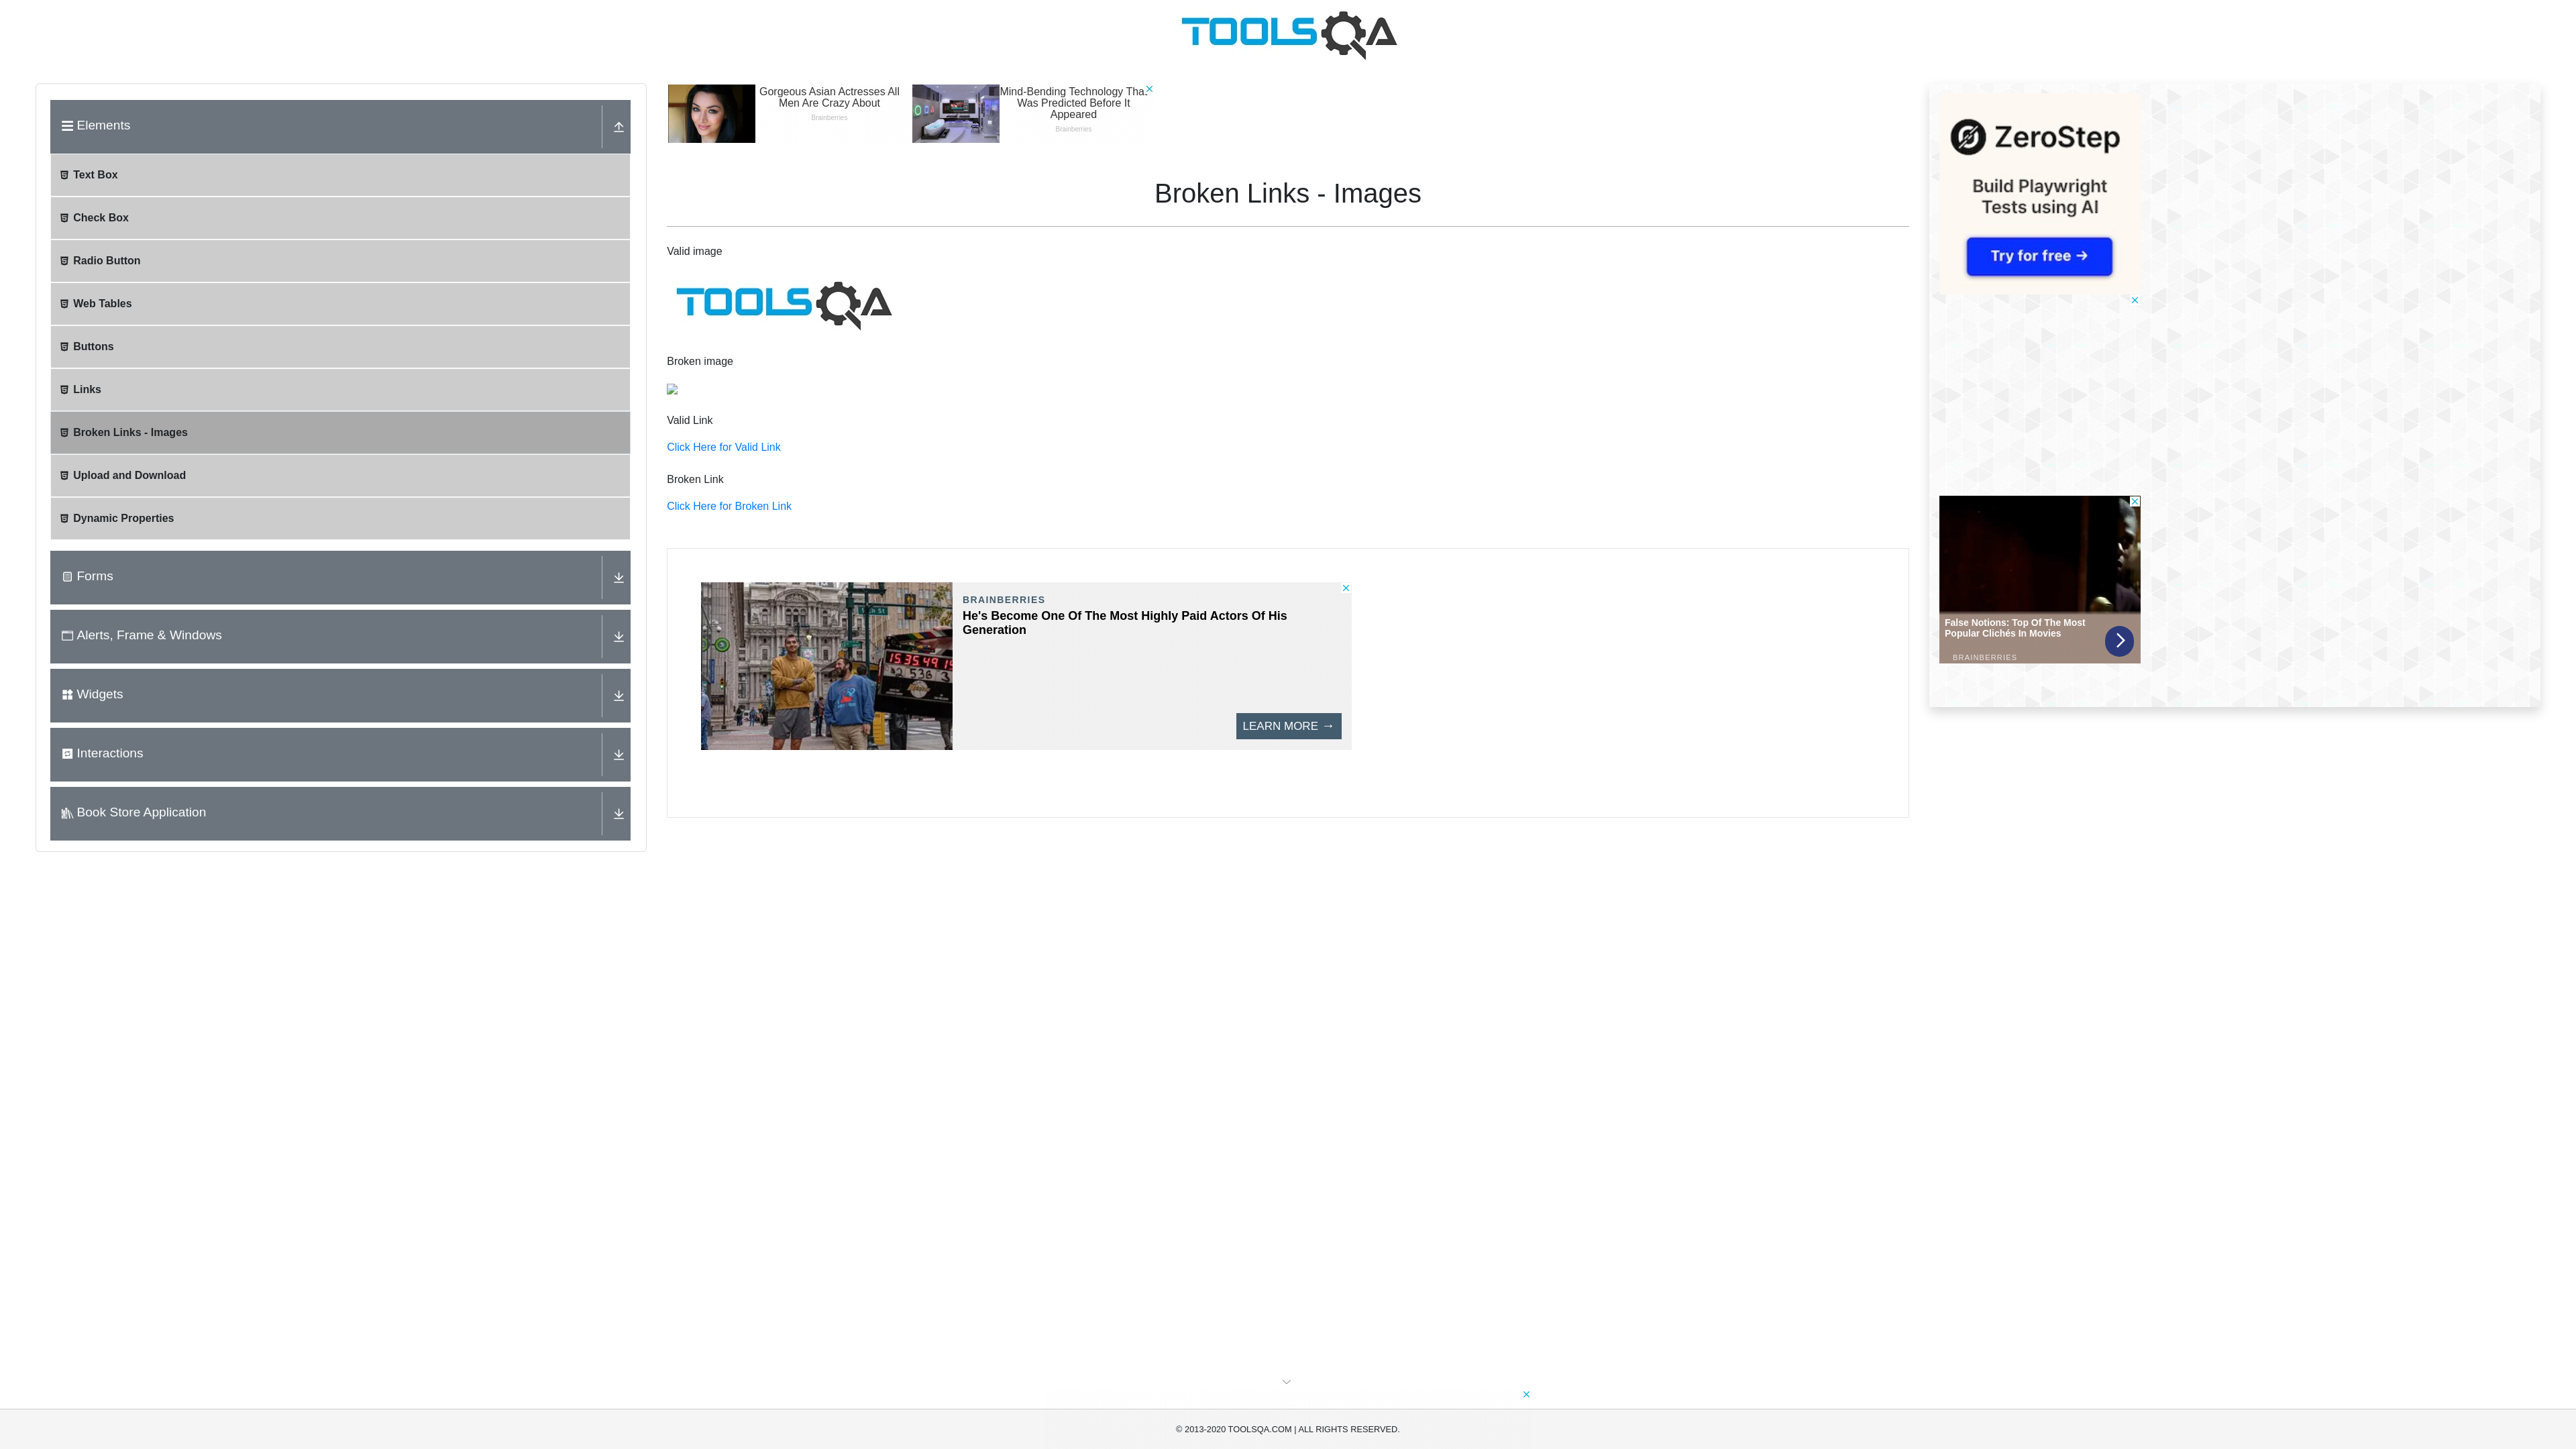 TOOLSQA
Elements
Text Box
Check Box
Radio Button
Web Tables
Buttons
Links
Broken Links - Images
Upload and Download
Dynamic Properties
Forms
Alerts, Frame & Windows
Widgets
Interactions
Book Store Application
Gorgeous Asian Actresses All
Men Are Crazy About
Brainberries
Mind-Bending Technology That
Was Predicted Before It
Appeared
Brainberries
Broken Links - Images
Valid image
TOOLSQA
Broken image
Valid Link
Click Here for Valid Link
Broken Link
Click Here for Broken Link
15 35 49 15
BRAINBERRIES
He's Become One Of The Most Highly Paid Actors Of His
Generation
LEARN MORE →
ZeroStep
Build Playwright
Tests using AI
Try for free →
False Notions: Top Of The Most
Popular Clichés In Movies
BRAINBERRIES
© 2013-2020 TOOLSQA.COM | ALL RIGHTS RESERVED.